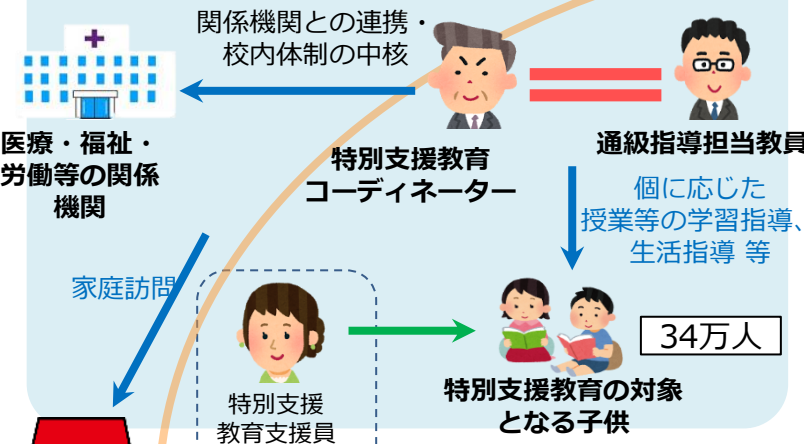 関係機関との連携・
校内体制の中核
医療・福祉・
労働等の関係
機関
特別支援教育
コーディネーター
通級指導担当教員
個に応じた
授業等の学習指導、
生活指導 等
家庭訪問
34万人
特別支援教育の対象
となる子供
特別支援
教育支援員